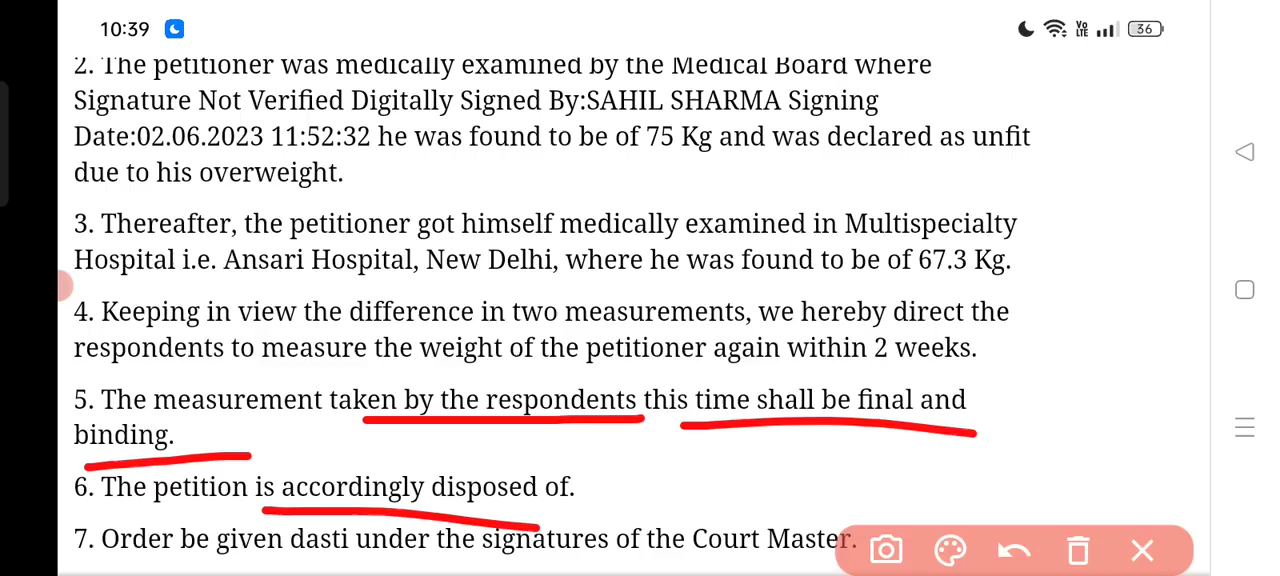 10:39
Vo LTE 36
2. The petitioner was medically examined by the Medical Board where
Signature Not Verified Digitally Signed By:SAHIL SHARMA Signing
Date:02.06.2023 11:52:32 he was found to be of 75 Kg and was declared as unfit
due to his overweight.
3. Thereafter, the petitioner got himself medically examined in Multispecialty
Hospital i.e. Ansari Hospital, New Delhi, where he was found to be of 67.3 Kg.
4. Keeping in view the difference in two measurements, we hereby direct the
respondents to measure the weight of the petitioner again within 2 weeks.
5. The measurement taken by the respondents this time shall be final and
binding.
6. The petition is accordingly disposed of.
7. Order be given dasti under the signatures of the Court Master.